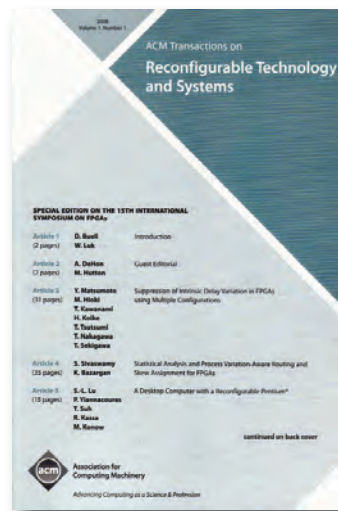 2008
Volume 1 Number 1
ACM Transactions on
Reconfigurable Technology
and Systems
SPECIAL EDITION ON THE 15TH INTERNATIONAL
SYMPOSIUM ON FPGAs
Article 1 D. Buell Introduction
(2 pages) W. Luk
Article 2 A. DeHon Guest Editorial
(2 pages) M. Hutton
Article 3 Y. Matsumoto Suppression of Intrinsic Delay Variation in FPGAs
(31 pages) M. Hioki using Multiple Configurations
T. Kawanami
H. Koike
T. Tsutsumi
T. Nakagawa
T. Sekigawa
Article 4 S. Sivaswamy Statistical Analysis and Process Variation-Aware Routing and
(35 pages) K. Bazargan Skew Assignment for FPGAs
Article 5 S.-L. Lu A Desktop Computer with a Reconfigurable Pentium®
(15 pages) P. Yiannacouras
T. Suh
R. Kassa
M. Konow
continued on back cover
acm
Association for
Computing Machinery
Advancing Computing as a Science & Profession